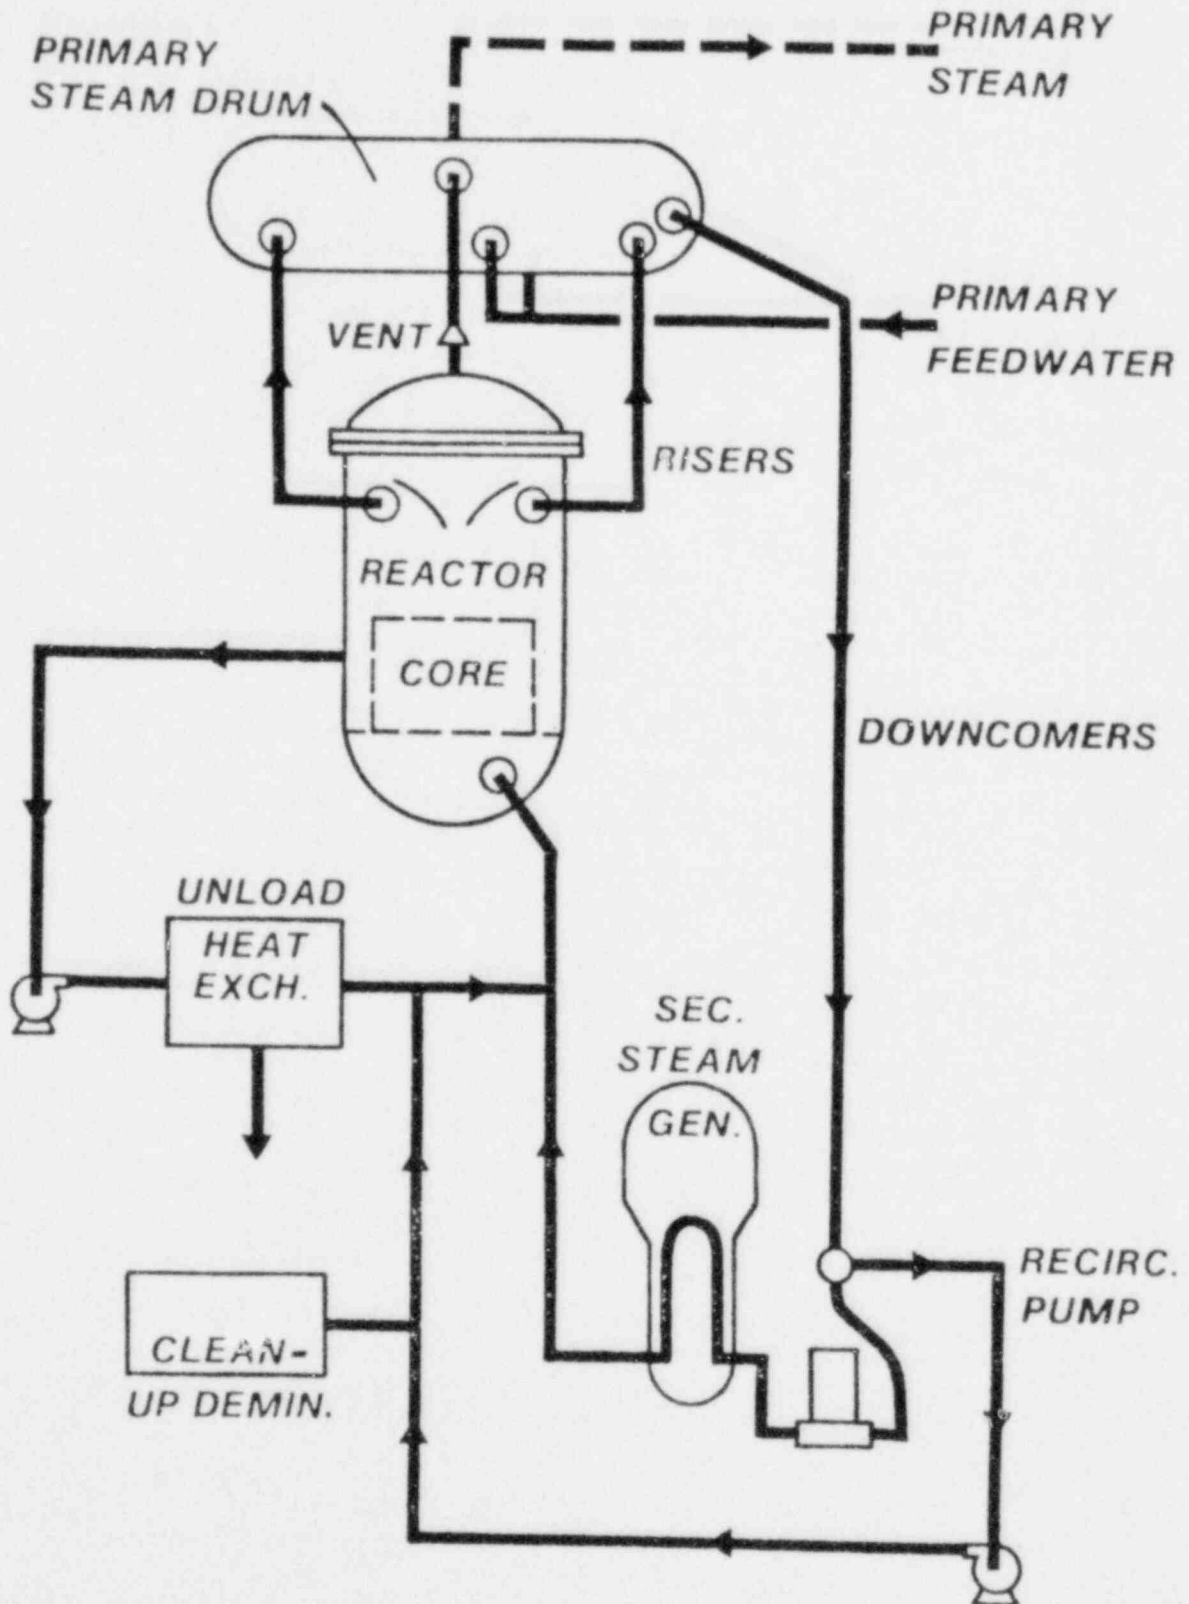 PRIMARY
STEAM DRUM
PRIMARY
STEAM
VENT
PRIMARY
FEEDWATER
RISERS
REACTOR
CORE
DOWNCOMERS
UNLOAD
HEAT
EXCH.
SEC.
STEAM
GEN.
RECIRC.
PUMP
CLEAN-
UP DEMIN.